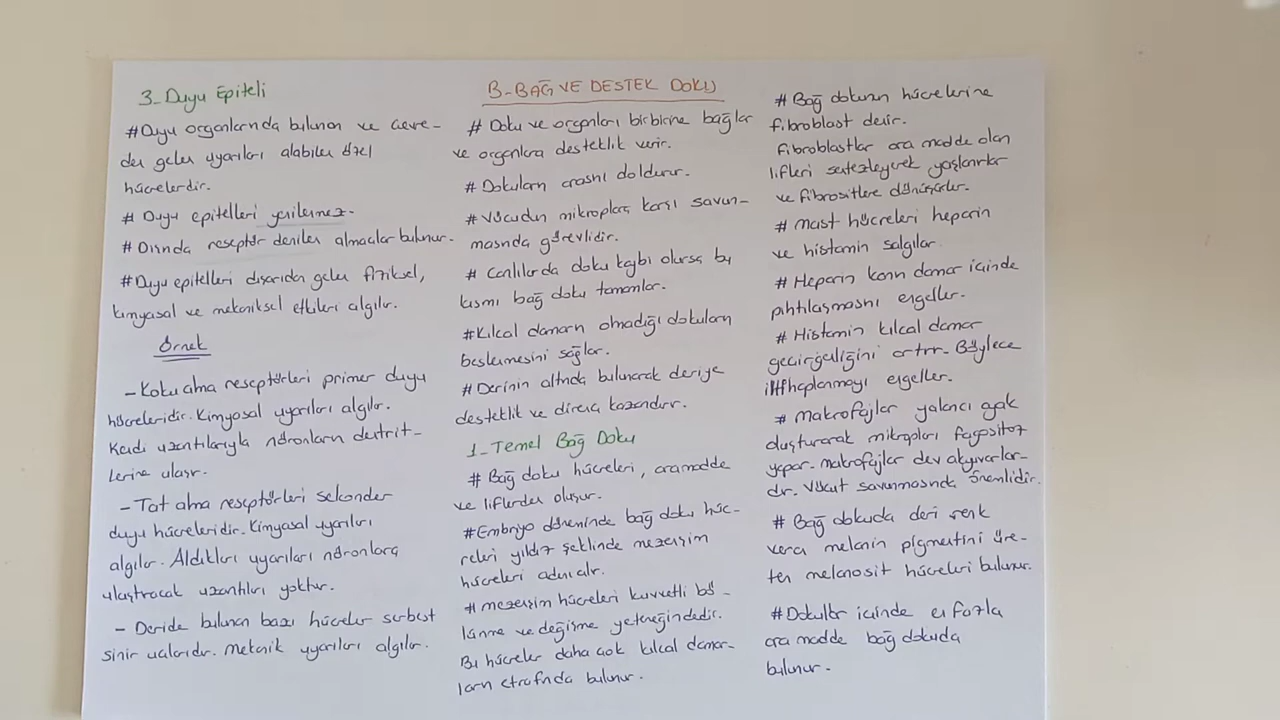 3_Duyu Epiteli
#Duyu organlarında bulunan ve çevre-
den gelen uyarıları alabilen özel
hücrelerdir.
# Duyu epitelleri yenilenmez.
# Dışında reseptör denilen almaçlar bulunur.
#Duyu epitelleri dışarıdan gelen fiziksel,
kimyasal ve mekaniksel etkileri algılar.
Örnek
-Koku alma reseptörleri primer duyu
hücreleridir. Kimyasal uyarıları algılar.
Kendi uzantılarıyla nöronların dentrit-
lerine ulaşır.
-Tat alma reseptörleri sekonder
duyu hücreleridir. Kimyasal uyarıları
algılar. Aldıkları uyarıları nöronlara
ulaştıracak uzantıları yoktur.
- Deride bulunan bazı hücreler serbest
sinir uçlarıdır. Mekanik uyarıları algılar.
B-BAĞ VE DESTEK DOKU
# Doku ve organları birbirine bağlar
ve organlara desteklik verir.
# Dokuların arasını doldurur.
# Vücudun mikroplara karşı savun-
masında görevlidir.
# Canlılarda doku kaybı olursa bu
kısmı bağ doku tamamlar.
#Kılcal damarın olmadığı dokuların
beslenmesini sağlar.
#Derinin altında bulunarak deriye
desteklik ve direnç kazandırır.
1_Temel Bağ Doku
# Bağ doku hücreleri, ara madde
ve liflerden oluşur.
#Embriyo döneminde bağ doku hüc-
releri yıldız şeklinde mezenşim
hücreleri adını alır.
# mezenşim hücreleri kuvvetli bö-
lünme ve değişme yeteneğindedir.
Bu hücreler daha çok kılcal damar-
ların etrafında bulunur.
# Bağ dokunun hücrelerine
fibroblast denir.
Fibroblastlar ara madde olan
lifleri sentezleyerek yaşlanırlar
ve fibrositlere dönüşürler.
# mast hücreleri heparin
ve histamin salgılar.
# Heparin kanın damar içinde
pıhtılaşmasını engeller.
# Histamin kılcal damar
geçirgenliğini artırır. Böylece
iltihaplanmayı engeller.
# makrofajlar yalancı ayak
oluşturarak mikropları fagositoz
yapar. makrofajlar dev akyuvarlar-
dır. Vücut savunmasında önemlidir.
# Bağ dokuda deri renk
veren melanin pigmentini üre-
ten melanosit hücreleri bulunur.
#Dokular içinde en fazla
ara madde bağ dokuda
bulunur.